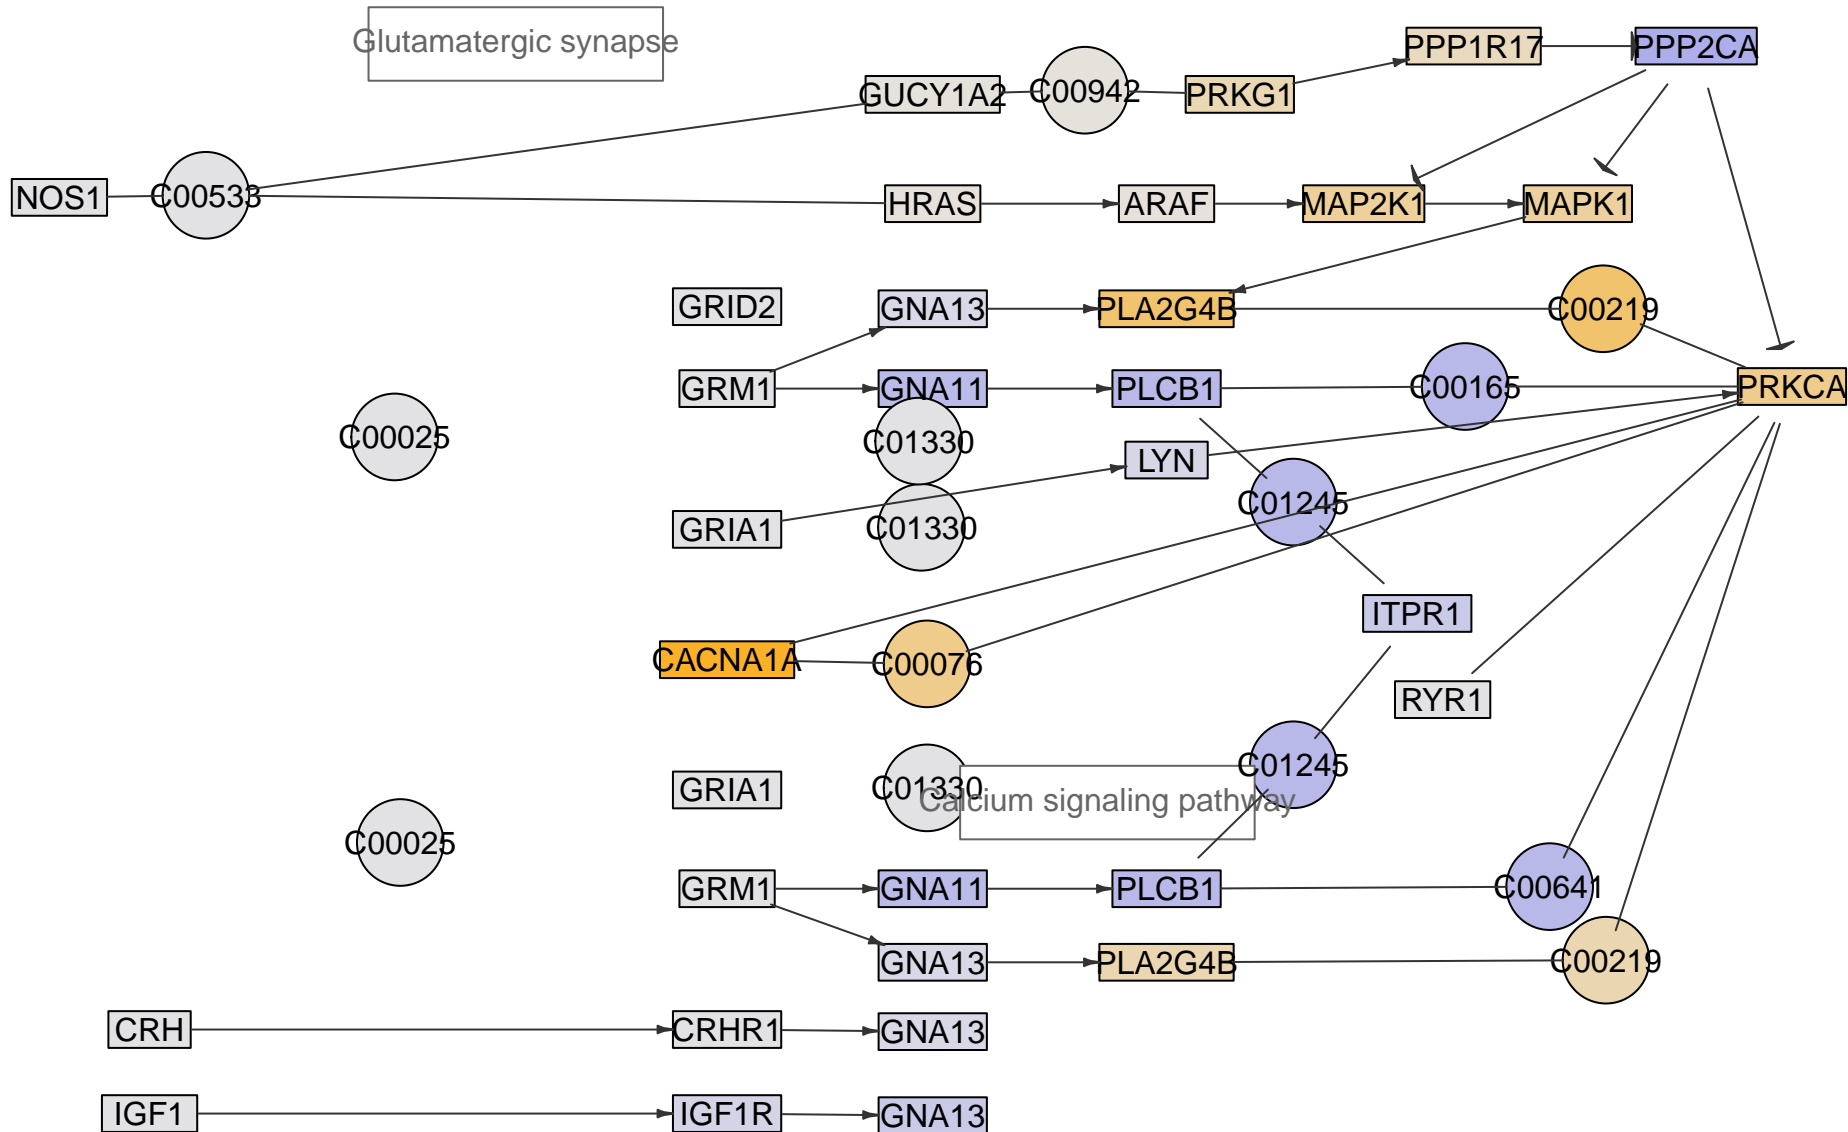 Glutamatergic synapse
PPP1R17
PPP2CA
GUCY1A2
C00942
PRKG1
NOS1
C00533
HRAS
ARAF
MAP2K1
MAPK1
GRID2
GNA13
PLA2G4B
C00219
GRM1
GNA11
PLCB1
C00165
PRKCA
C00025
C01330
LYN
C01245
GRIA1
C01330
ITPR1
CACNA1A
C00076
RYR1
C01245
GRIA1
C01330
Calcium signaling pathway
C00025
GRM1
GNA11
PLCB1
C00641
GNA13
PLA2G4B
C00219
CRH
CRHR1
GNA13
IGF1
IGF1R
GNA13